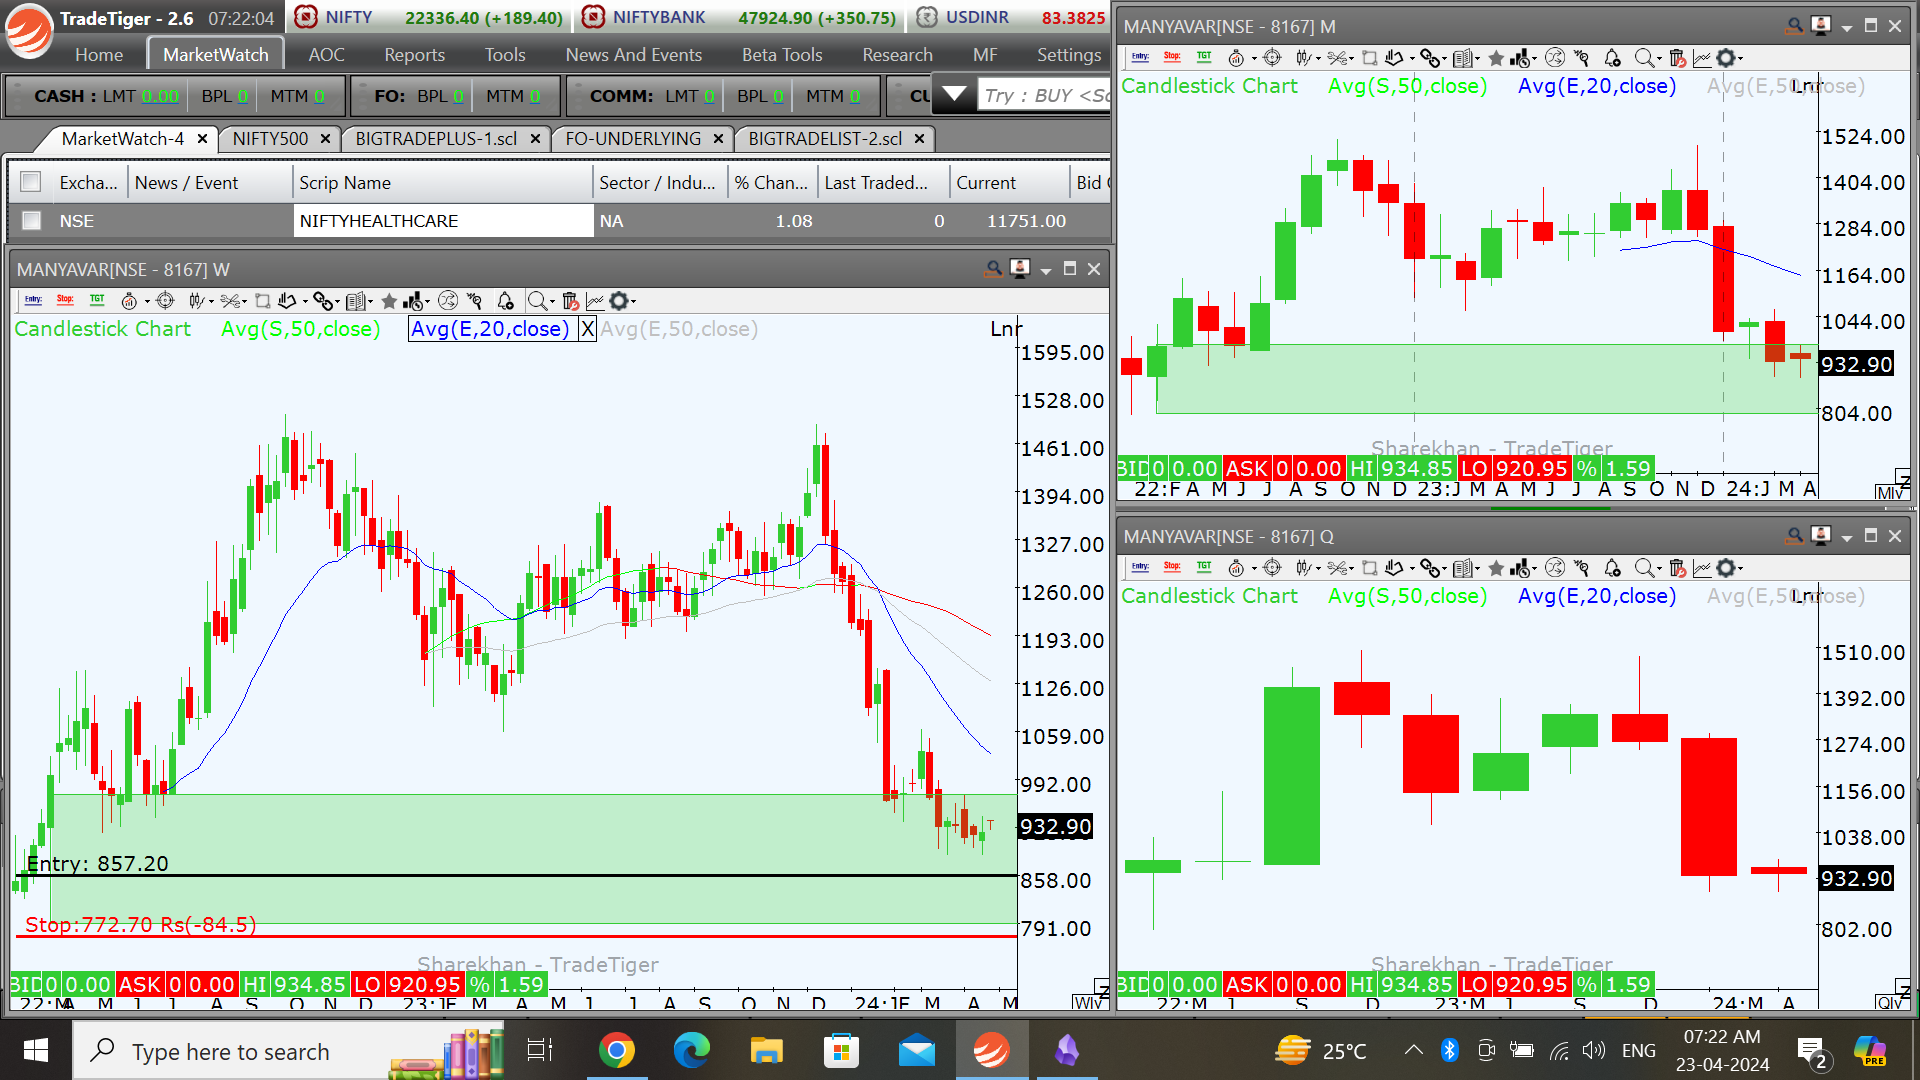 TradeTiger - 2.6 07:22:04 NIFTY 22336.40 (+189.40) NIFTYBANK 47924.90 (+350.75) USDINR 83.3825
Home MarketWatch AOC Reports Tools News And Events Beta Tools Research MF Settings
CASH : LMT 0.00 BPL 0 MTM 0 FO: BPL 0 MTM 0 COMM: LMT 0 BPL 0 MTM 0 Try : BUY
MarketWatch-4 NIFTY500 BIGTRADEPLUS-1.scl FO-UNDERLYING BIGTRADELIST-2.scl
Excha... News / Event Scrip Name Sector / Indu... % Chan... Last Traded... Current Bid
NSE NIFTYHEALTHCARE NA 1.08 0 11751.00
MANYAVAR[NSE - 8167] W
Entry: Stop: TGT
Candlestick Chart Avg(S,50,close) Avg(E,20,close) X Avg(E,50,close) Lnr
1595.00
1528.00
1461.00
1394.00
1327.00
1260.00
1193.00
1126.00
1059.00
992.00
932.90
Entry: 857.20
858.00
Stop:772.70 Rs(-84.5)
791.00
Sharekhan - TradeTiger
BID 0 0.00 ASK 0 0.00 HI 934.85 LO 920.95 % 1.59
O N D 23:J M A M J J A S O N D 24:J F M A M
MANYAVAR[NSE - 8167] M
Entry: Stop: TGT
Candlestick Chart Avg(S,50,close) Avg(E,20,close) Avg(E,50,close) Lnr
1524.00
1404.00
1284.00
1164.00
1044.00
932.90
804.00
Sharekhan - TradeTiger
BID 0 0.00 ASK 0 0.00 HI 934.85 LO 920.95 % 1.59
22:F A M J J A S O N D 23:J M A M J J A S O N D 24:J M A
MANYAVAR[NSE - 8167] Q
Entry: Stop: TGT
Candlestick Chart Avg(S,50,close) Avg(E,20,close) Avg(E,50,close) Lnr
1510.00
1392.00
1274.00
1156.00
1038.00
932.90
802.00
Sharekhan - TradeTiger
BID 0 0.00 ASK 0 0.00 HI 934.85 LO 920.95 % 1.59
22:M J S D 23:M J S D 24:M A
Type here to search 25°C ENG 07:22 AM
23-04-2024 2 PRE